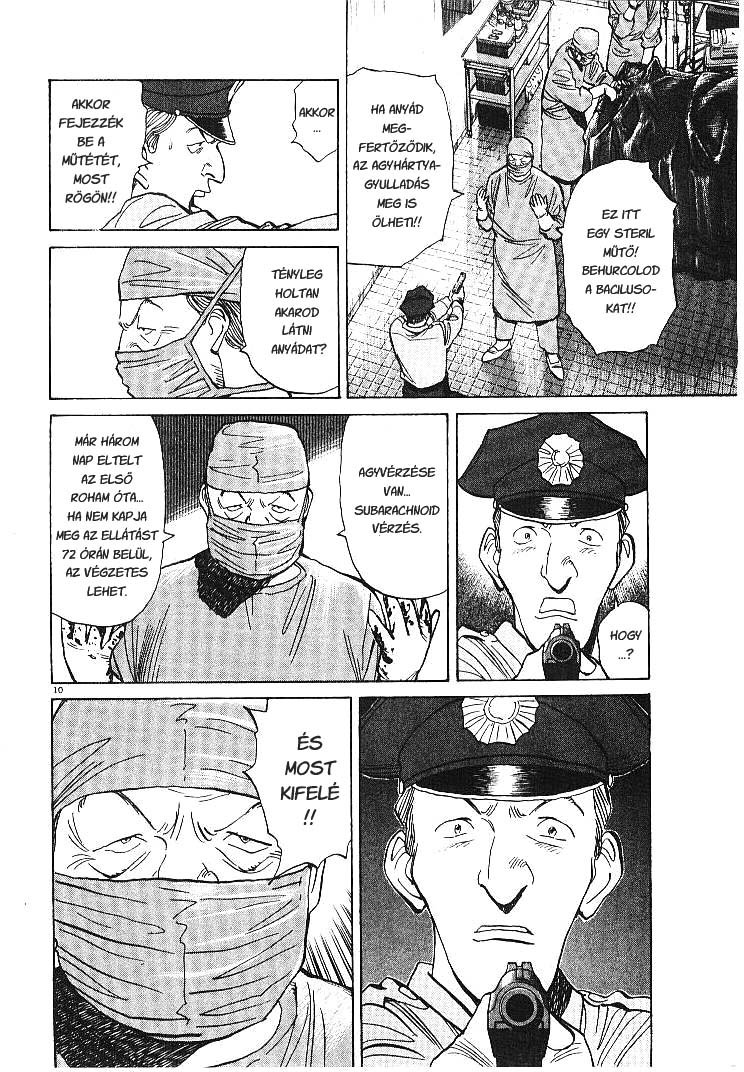 EZ ITT
EGY STERIL
MŰTŐ!
BEHURCOLOD
A BACILUSO-
KAT!!
HA ANYÁD
MEG-
FERTŐZŐDIK,
AZ AGYHÁRTYA-
GYULLADÁS
MEG IS
ÖLHETI!!
AKKOR
...
AKKOR
FEJEZZÉK
BE A
MŰTÉTÉT,
MOST
RÖGÖN!!
TÉNYLEG
HOLTAN
AKAROD
LÁTNI
ANYÁDAT?
HOGY
...?
AGYVÉRZÉSE
VAN...
SUBARACHNOID
VÉRZÉS.
MÁR HÁROM
NAP ELTELT
AZ ELSŐ
ROHAM ÓTA...
HA NEM KAPJA
MEG AZ ELLÁTÁST
72 ÓRÁN BELÜL,
AZ VÉGZETES
LEHET.
10
ÉS
MOST
KIFELÉ
!!